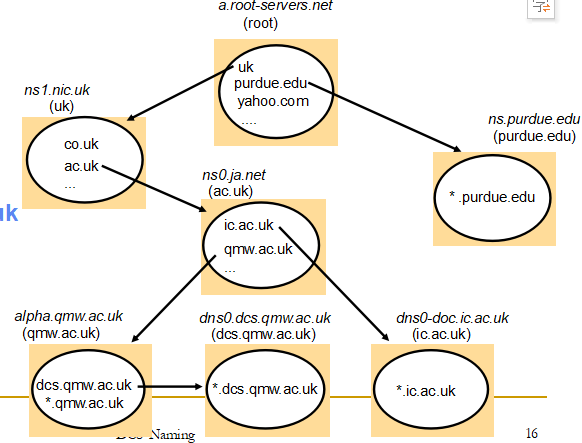 a.root-servers.net
(root)
uk
purdue.edu
yahoo.com
....
ns1.nic.uk
(uk)
co.uk
ac.uk
...
ns.purdue.edu
(purdue.edu)
* .purdue.edu
ns0.ja.net
(ac.uk)
ic.ac.uk
qmw.ac.uk
...
uk
alpha.qmw.ac.uk
(qmw.ac.uk)
dcs.qmw.ac.uk
*.qmw.ac.uk
dns0.dcs.qmw.ac.uk
(dcs.qmw.ac.uk)
*.dcs.qmw.ac.uk
dns0-doc.ic.ac.uk
(ic.ac.uk)
*.ic.ac.uk
Naming
16